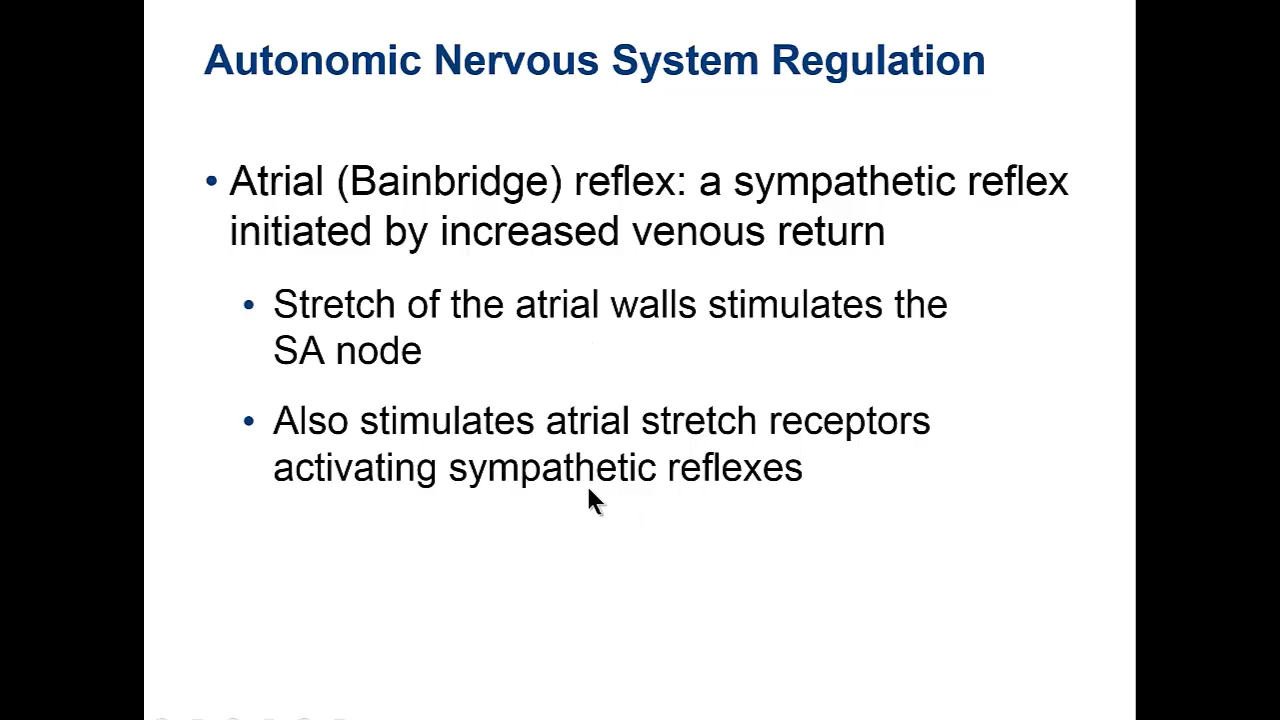 Autonomic Nervous System Regulation
• Atrial (Bainbridge) reflex: a sympathetic reflex
initiated by increased venous return
• Stretch of the atrial walls stimulates the
SA node
• Also stimulates atrial stretch receptors
activating sympathetic reflexes